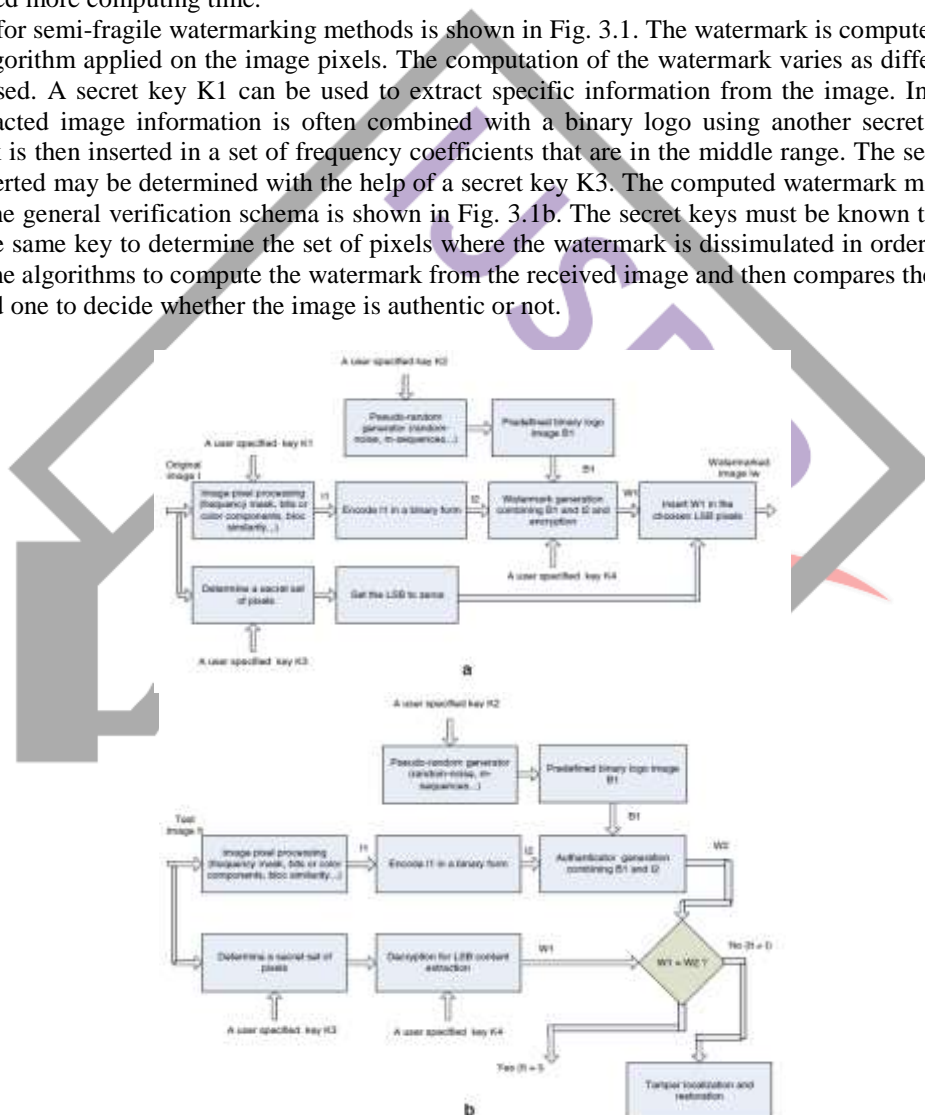 ed more computing time.
for semi-fragile watermarking methods is shown in Fig. 3.1. The watermark is compute
gorithm applied on the image pixels. The computation of the watermark varies as diffe
sed. A secret key K1 can be used to extract specific information from the image. In
acted image information is often combined with a binary logo using another secret
k is then inserted in a set of frequency coefficients that are in the middle range. The se
erted may be determined with the help of a secret key K3. The computed watermark m
he general verification schema is shown in Fig. 3.1b. The secret keys must be known t
e same key to determine the set of pixels where the watermark is dissimulated in order
he algorithms to compute the watermark from the received image and then compares the
d one to decide whether the image is authentic or not.
A user specified key K2
Pseudo-random
generator (random-
noise, m-sequences...)
Predefined binary logo
image B1
A user specified key K1
Original
image I
B1
Watermarked
image Iw
Image pixel processing
(frequency mask, bits or
color components, bloc
similarity...)
I1
Encode I1 in a binary form
I2
Watermark generation
combining B1 and I2 and
encryption
W1
Insert W1 in the
choosen LSB pixels
A user specified key K4
Determine a secret set
of pixels
Set the LSB to zeros
A user specified key K3
a
A user specified key K2
Pseudo-random generator
(random-noise, m-
sequences...)
Predefined binary logo image
B1
Test
image It
B1
W2
Image pixel processing
(frequency mask, bits or color
components, bloc similarity...)
I1
Encode I1 in a binary form
I2
Authenticator generation
combining B1 and I2
Determine a secret set of
pixels
Decryption for LSB content
extraction
W1
W1 = W2 ?
No
A user specified key K3
A user specified key K4
Yes
Tamper localization and
restoration
b